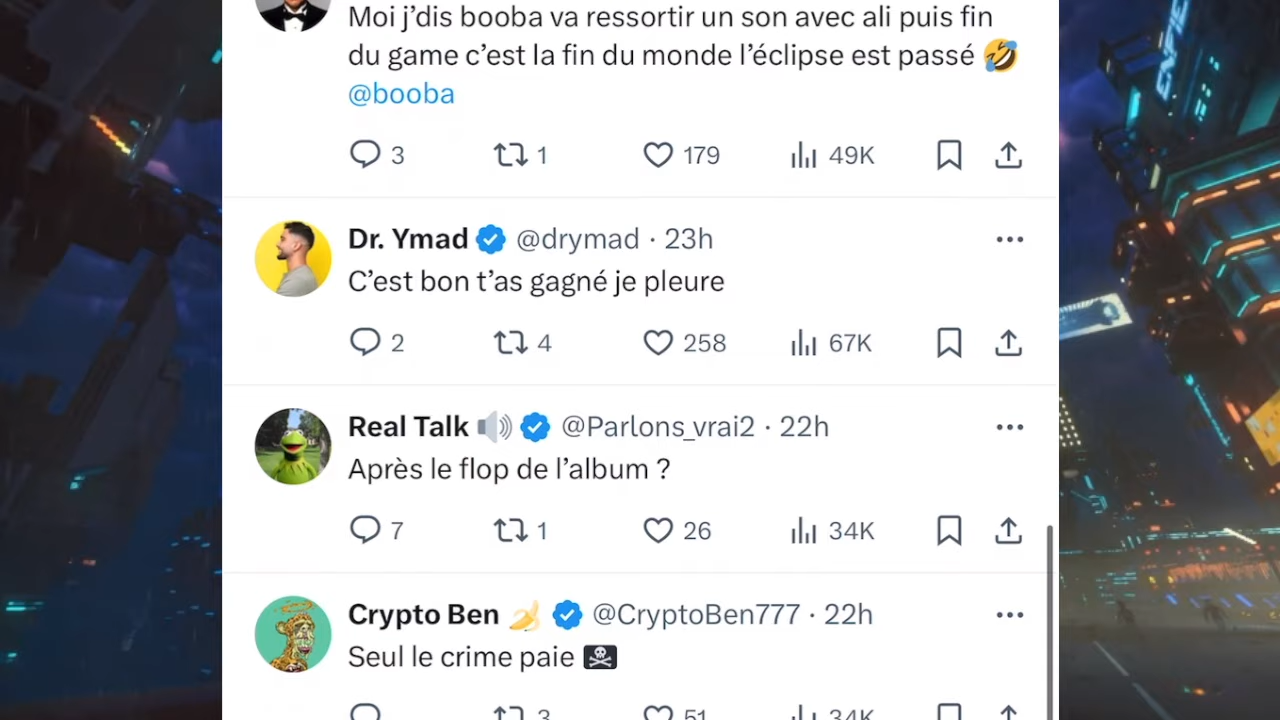 Moi j’dis booba va ressortir un son avec ali puis fin
du game c’est la fin du monde l’éclipse est passé 🤣
@booba
3 1 179 49K
Dr. Ymad @drymad · 23h
C’est bon t’as gagné je pleure
2 4 258 67K
Real Talk 🔊 @Parlons_vrai2 · 22h
Après le flop de l’album ?
7 1 26 34K
Crypto Ben 🍌 @CryptoBen777 · 22h
Seul le crime paie 🏴‍☠️
3 51 34K